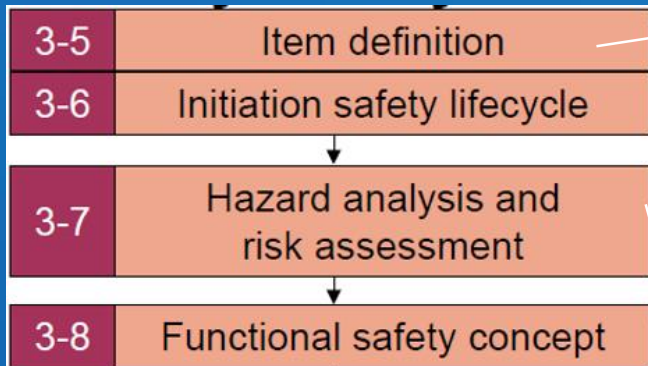 3-5 Item definition
3-6 Initiation safety lifecycle
3-7 Hazard analysis and
risk assessment
3-8 Functional safety concept